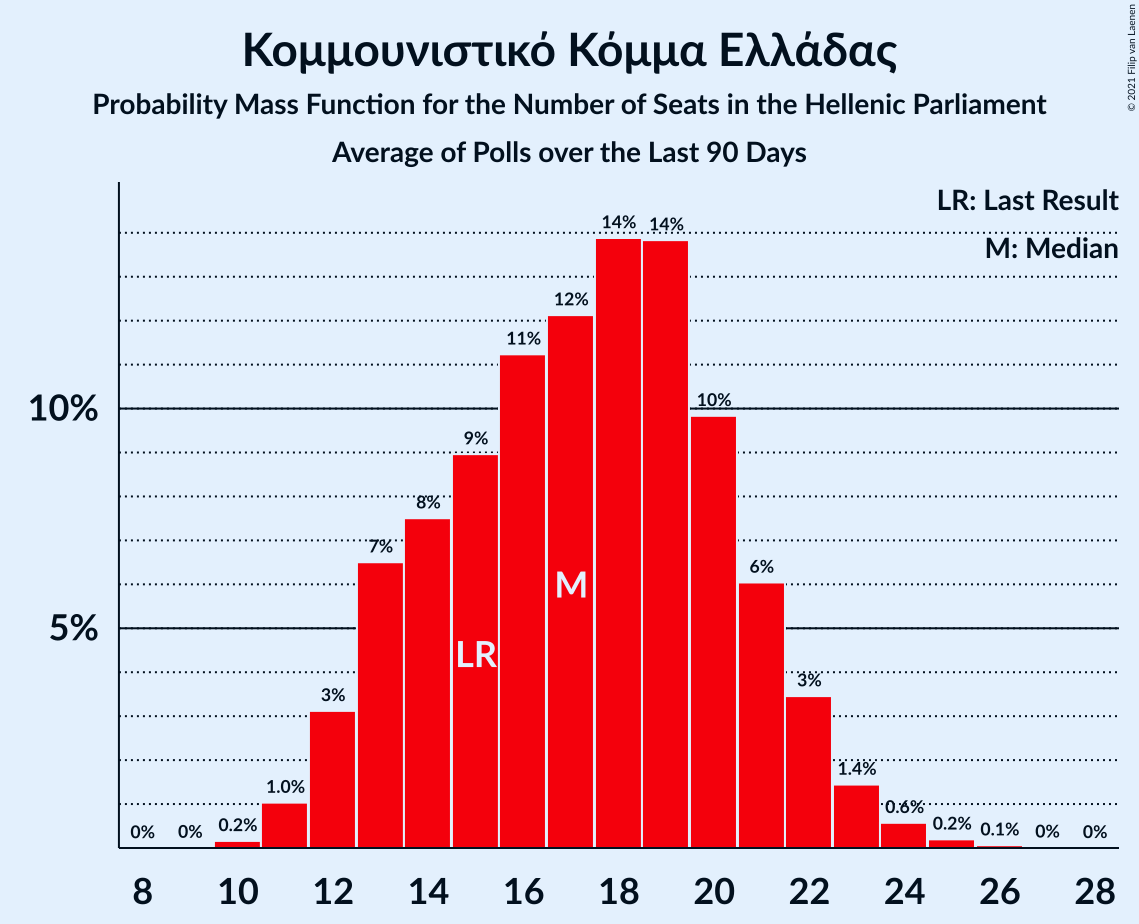 Κομμουνιστικό Κόμμα Ελλάδας
Probability Mass Function for the Number of Seats in the Hellenic Parliament
Average of Polls over the Last 90 Days
© 2021 Filip van Laenen
LR: Last Result
M: Median
14% 14%
12%
11%
10%
10%
9%
8%
7%
6%
M
5%
LR
3% 3%
1.4%
1.0%
0.6%
0% 0% 0.2% 0.2% 0.1% 0% 0%
8 10 12 14 16 18 20 22 24 26 28